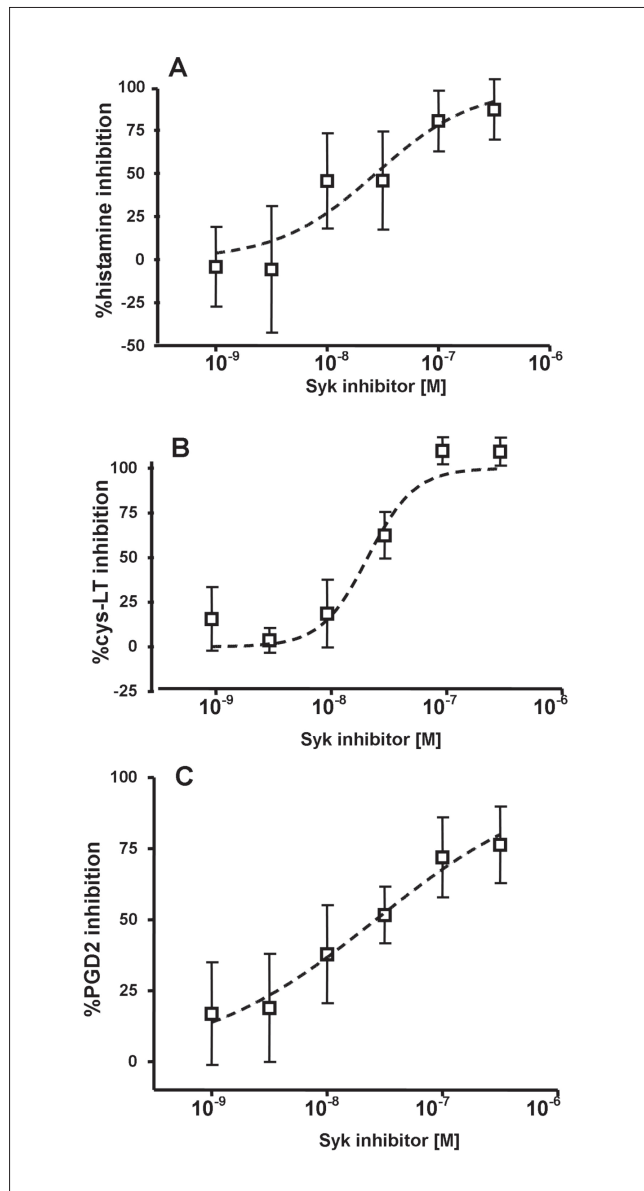 A
100
75
50
25
0
-25
-50
%histamine inhibition
10-9 10-8 10-7 10-6
Syk inhibitor [M]
B
100
75
50
25
0
-25
%cys-LT inhibition
10-9 10-8 10-7 10-6
Syk inhibitor [M]
C
100
75
50
25
0
%PGD2 inhibition
10-9 10-8 10-7 10-6
Syk inhibitor [M]